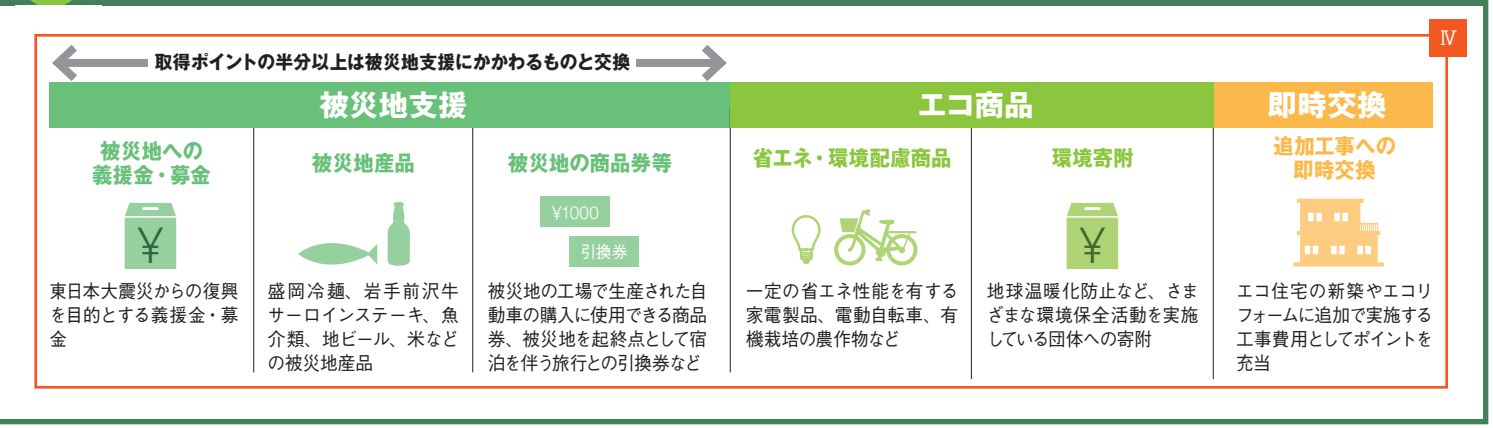 Ⅳ
取得ポイントの半分以上は被災地支援にかかわるものと交換
被災地支援
エコ商品
即時交換
被災地への
義援金・募金
¥
東日本大震災からの復興
を目的とする義援金・募
金
被災地産品
盛岡冷麺、岩手前沢牛
サーロインステーキ、魚
介類、地ビール、米など
の被災地産品
被災地の商品券等
¥1000
引換券
被災地の工場で生産された自
動車の購入に使用できる商品
券、被災地を起終点として宿
泊を伴う旅行との引換券など
省エネ・環境配慮商品
一定の省エネ性能を有する
家電製品、電動自転車、有
機栽培の農作物など
環境寄附
¥
地球温暖化防止など、さま
ざまな環境保全活動を実施
している団体への寄附
追加工事への
即時交換
エコ住宅の新築やエコリ
フォームに追加で実施する
工事費用としてポイントを
充当